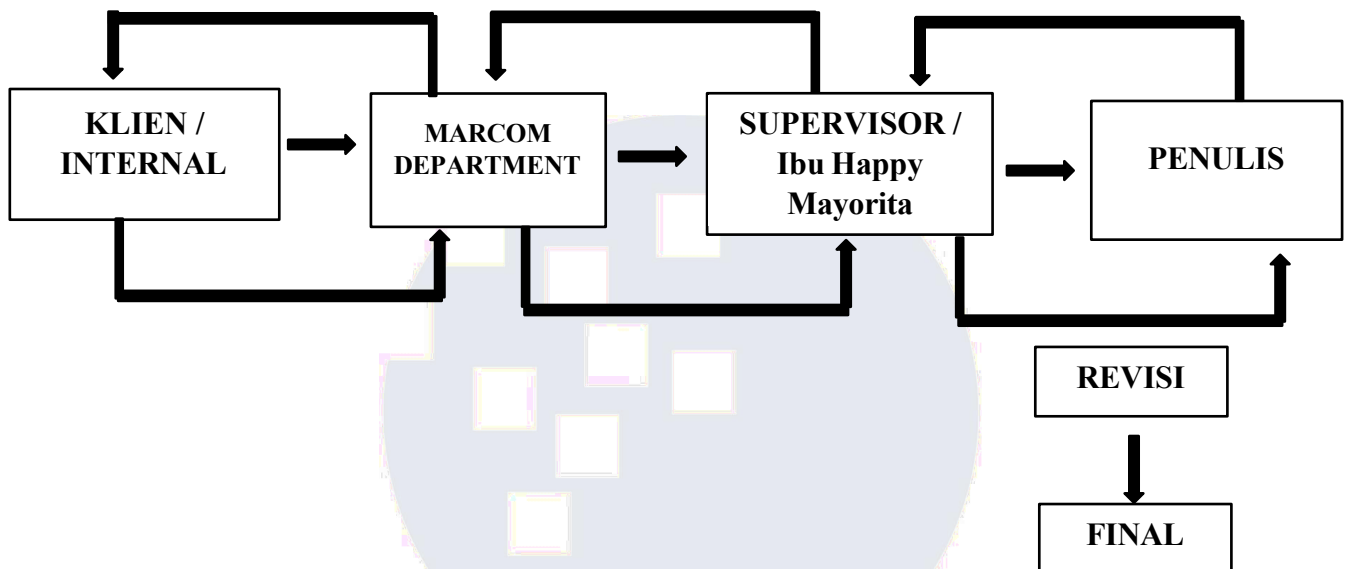 KLIEN /
INTERNAL
MARCOM
DEPARTMENT
SUPERVISOR /
Ibu Happy
Mayorita
PENULIS
REVISI
FINAL